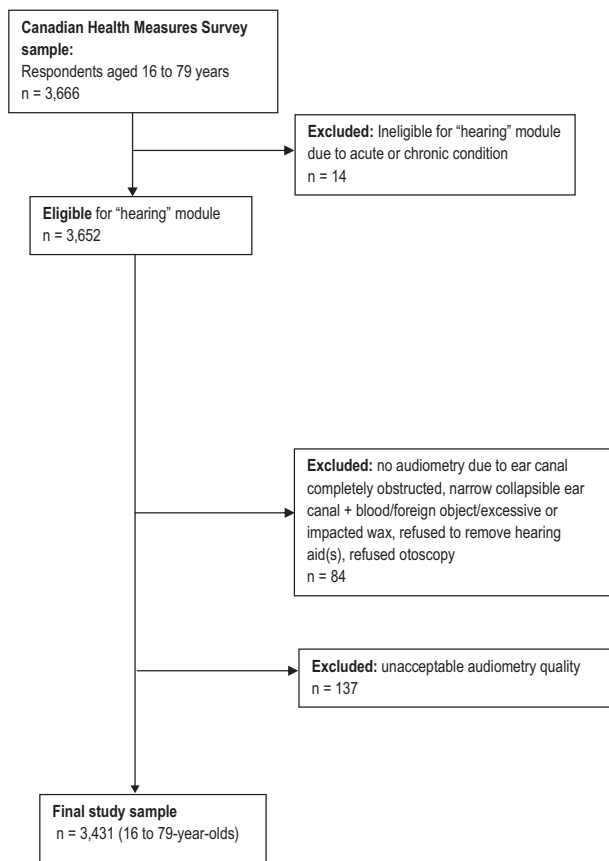 Canadian Health Measures Survey
sample:
Respondents aged 16 to 79 years
n = 3,666
Excluded: Ineligible for “hearing” module
due to acute or chronic condition
n = 14
Eligible for “hearing” module
n = 3,652
Excluded: no audiometry due to ear canal
completely obstructed, narrow collapsible ear
canal + blood/foreign object/excessive or
impacted wax, refused to remove hearing
aid(s), refused otoscopy
n = 84
Excluded: unacceptable audiometry quality
n = 137
Final study sample
n = 3,431 (16 to 79-year-olds)